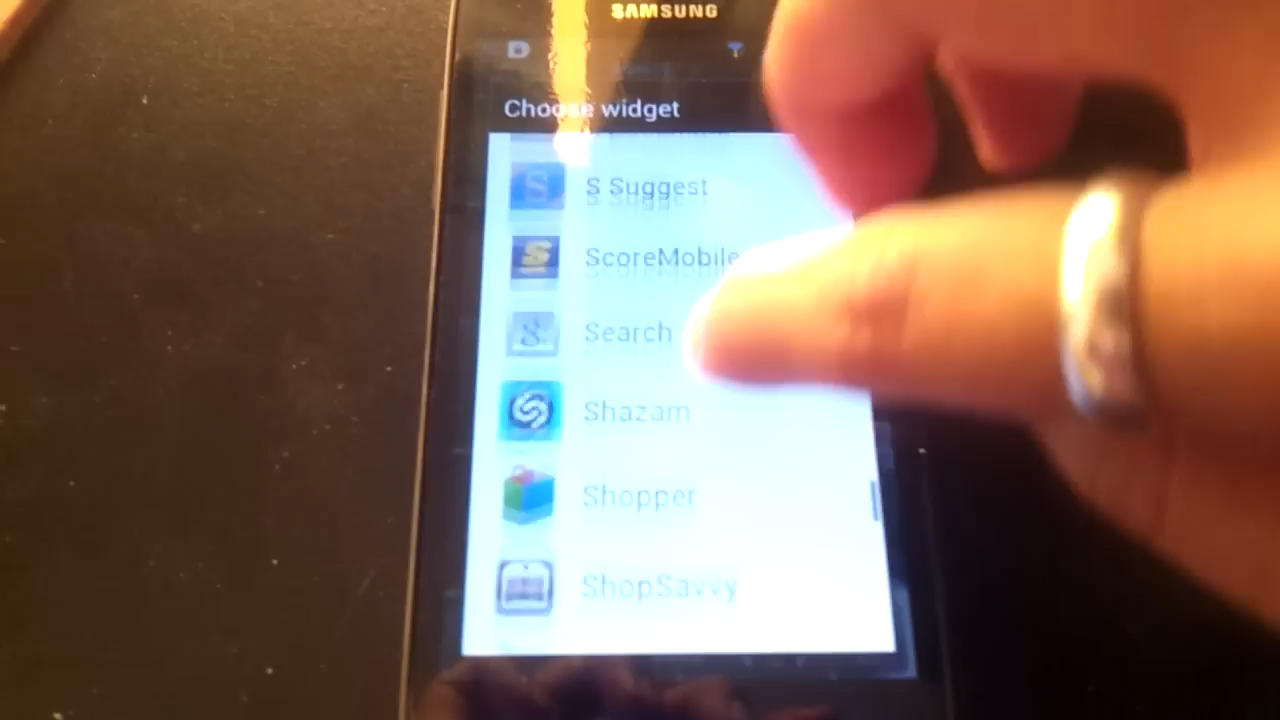 SAMSUNG
Choose widget
S Suggest
ScoreMobile
Search
Shazam
Shopper
ShopSavvy